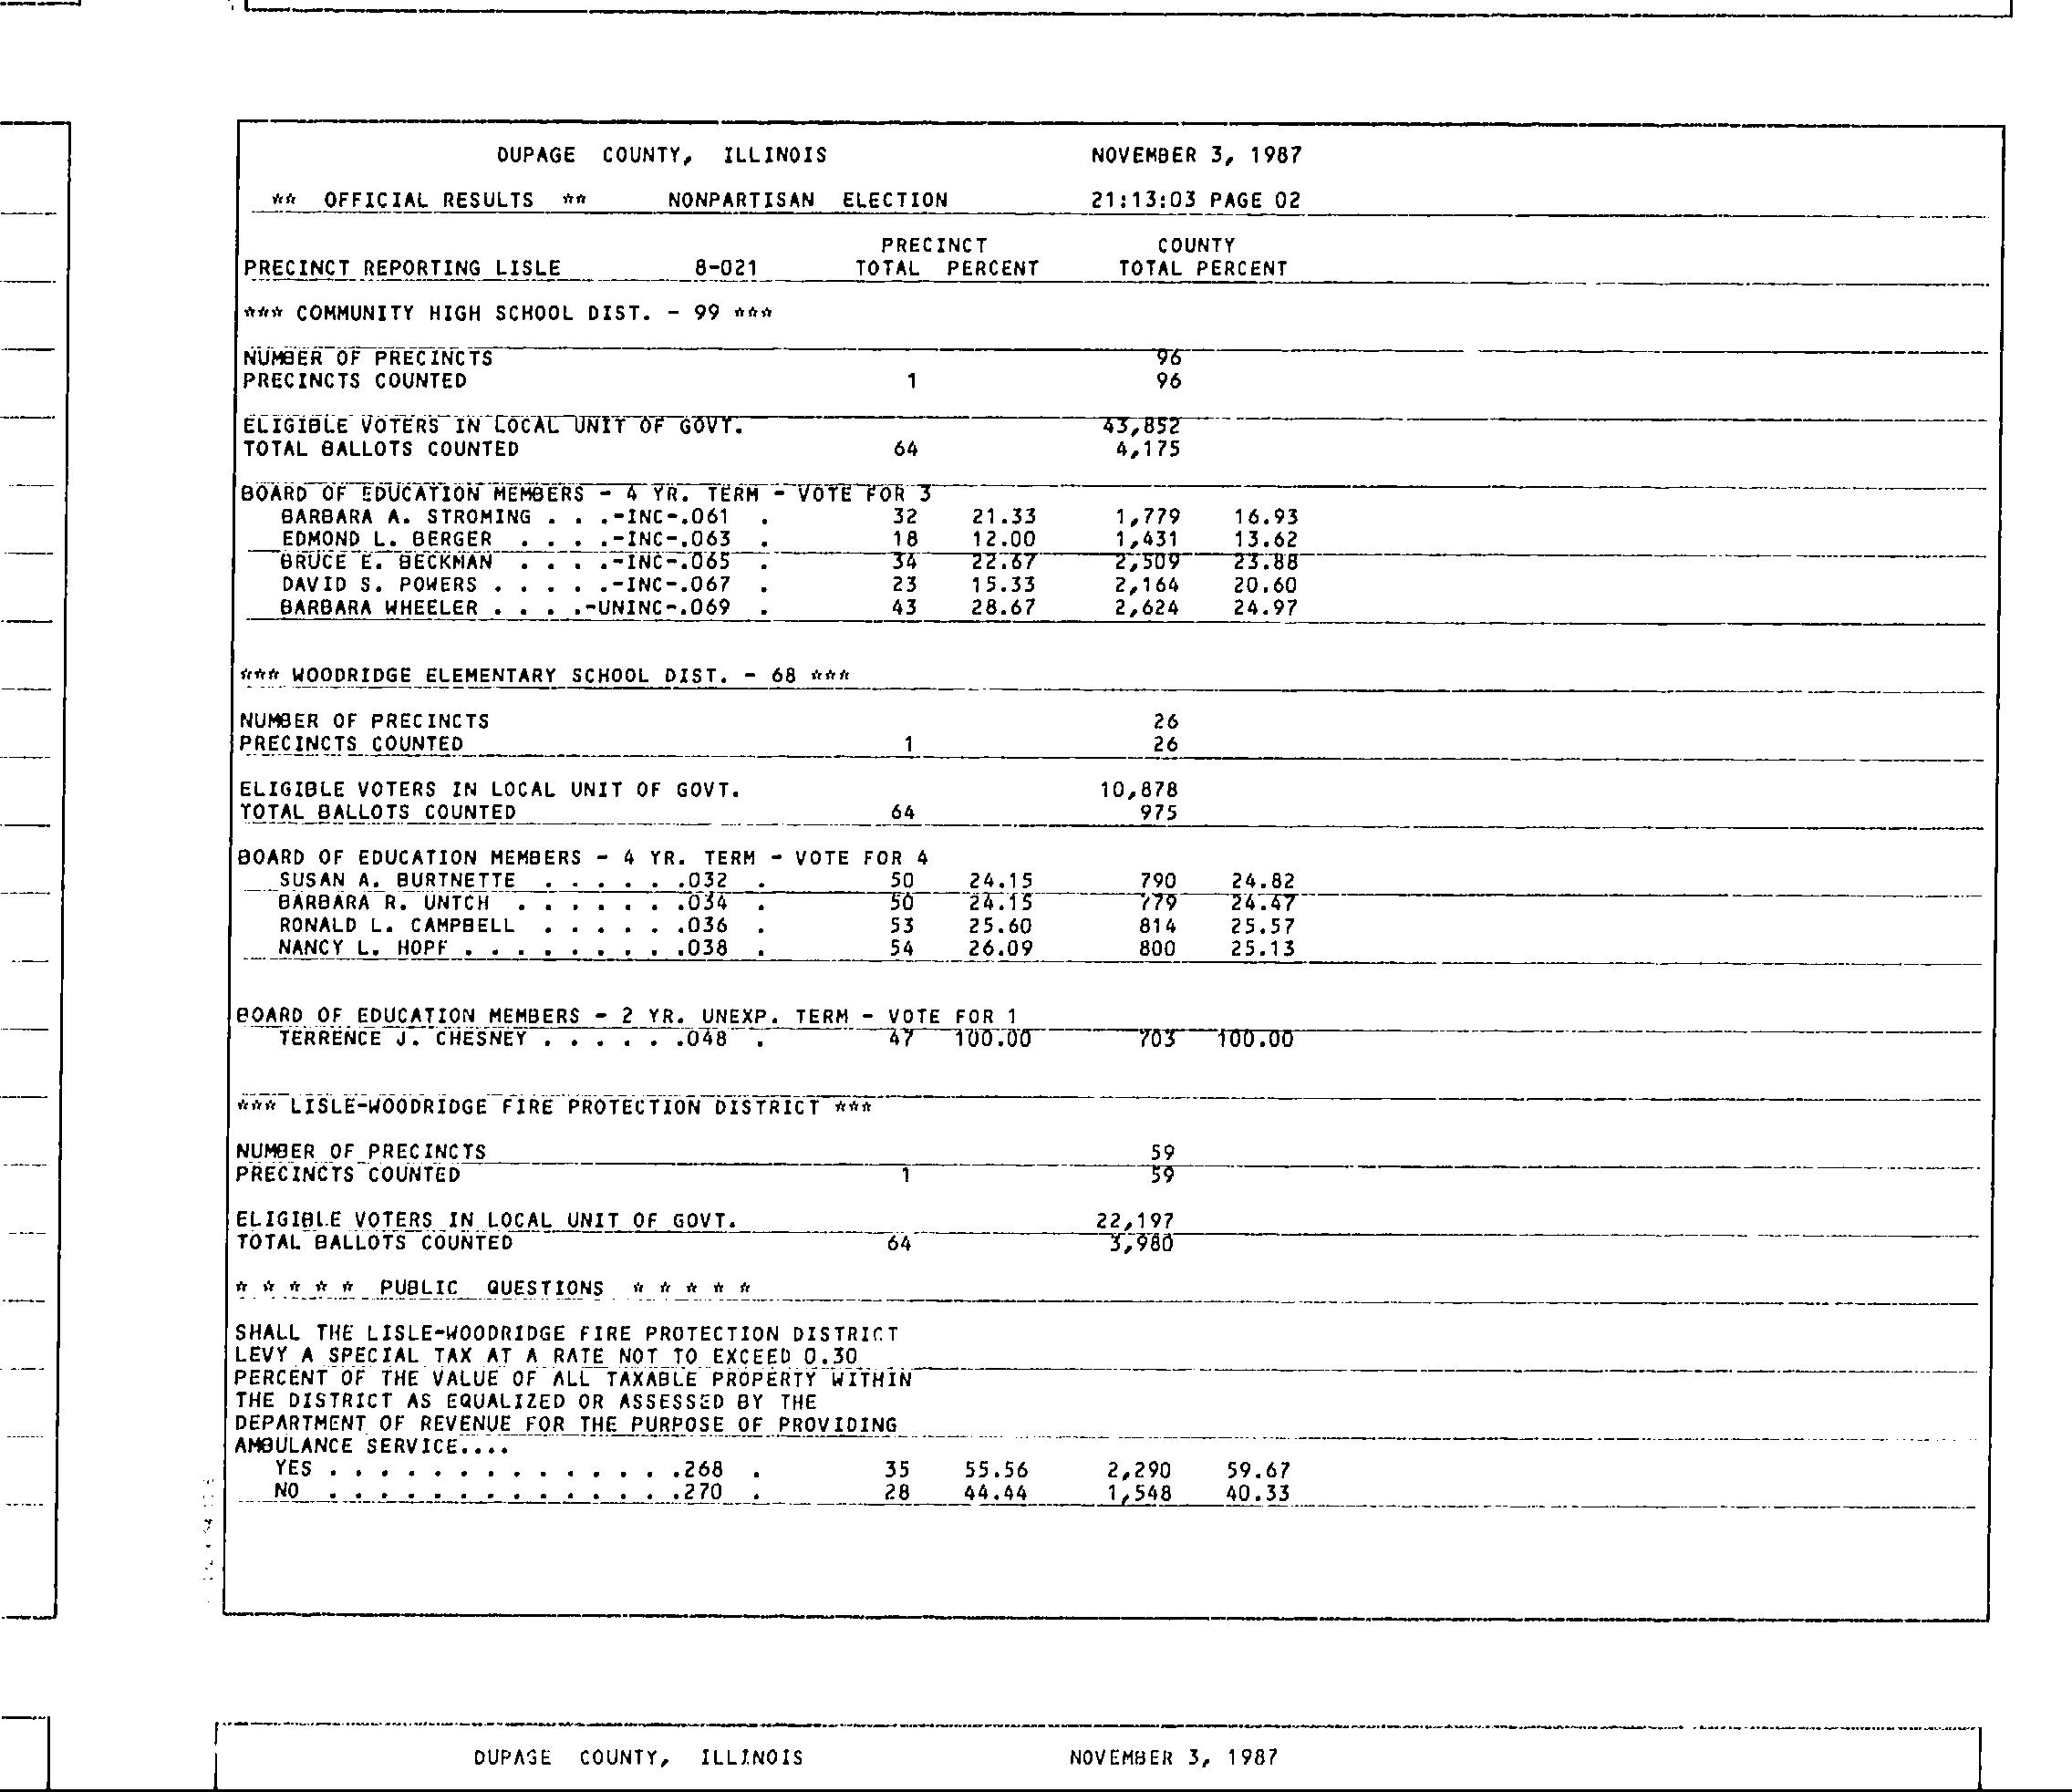 DUPAGE COUNTY, ILLINOIS NOVEMBER 3, 1987
** OFFICIAL RESULTS ** NONPARTISAN ELECTION 21:13:03 PAGE 02
PRECINCT COUNTY
PRECINCT REPORTING LISLE 8-021 TOTAL PERCENT TOTAL PERCENT
*** COMMUNITY HIGH SCHOOL DIST. - 99 ***
NUMBER OF PRECINCTS 96
PRECINCTS COUNTED 1 96
ELIGIBLE VOTERS IN LOCAL UNIT OF GOVT. 43,852
TOTAL BALLOTS COUNTED 64 4,175
BOARD OF EDUCATION MEMBERS - 4 YR. TERM - VOTE FOR 3
BARBARA A. STROMING . . .-INC-.061 . 32 21.33 1,779 16.93
EDMOND L. BERGER . . . .-INC-.063 . 18 12.00 1,431 13.62
BRUCE E. BECKMAN . . . .-INC-.065 . 34 22.67 2,509 23.88
DAVID S. POWERS . . . . .-INC-.067 . 23 15.33 2,164 20.60
BARBARA WHEELER . . . .-UNINC-.069 . 43 28.67 2,624 24.97
*** WOODRIDGE ELEMENTARY SCHOOL DIST. - 68 ***
NUMBER OF PRECINCTS 26
PRECINCTS COUNTED 1 26
ELIGIBLE VOTERS IN LOCAL UNIT OF GOVT. 10,878
TOTAL BALLOTS COUNTED 64 975
BOARD OF EDUCATION MEMBERS - 4 YR. TERM - VOTE FOR 4
SUSAN A. BURTNETTE . . . . . .032 . 50 24.15 790 24.82
BARBARA R. UNTCH . . . . . . .034 . 50 24.15 779 24.47
RONALD L. CAMPBELL . . . . . .036 . 53 25.60 814 25.57
NANCY L. HOPF . . . . . . . . .038 . 54 26.09 800 25.13
BOARD OF EDUCATION MEMBERS - 2 YR. UNEXP. TERM - VOTE FOR 1
TERRENCE J. CHESNEY . . . . . .048 . 47 100.00 703 100.00
*** LISLE-WOODRIDGE FIRE PROTECTION DISTRICT ***
NUMBER OF PRECINCTS 59
PRECINCTS COUNTED 1 59
ELIGIBLE VOTERS IN LOCAL UNIT OF GOVT. 22,197
TOTAL BALLOTS COUNTED 64 3,980
* * * * * PUBLIC QUESTIONS * * * * *
SHALL THE LISLE-WOODRIDGE FIRE PROTECTION DISTRICT
LEVY A SPECIAL TAX AT A RATE NOT TO EXCEED 0.30
PERCENT OF THE VALUE OF ALL TAXABLE PROPERTY WITHIN
THE DISTRICT AS EQUALIZED OR ASSESSED BY THE
DEPARTMENT OF REVENUE FOR THE PURPOSE OF PROVIDING
AMBULANCE SERVICE....
YES . . . . . . . . . . . . . .268 . 35 55.56 2,290 59.67
NO . . . . . . . . . . . . . .270 . 28 44.44 1,548 40.33
DUPAGE COUNTY, ILLINOIS NOVEMBER 3, 1987